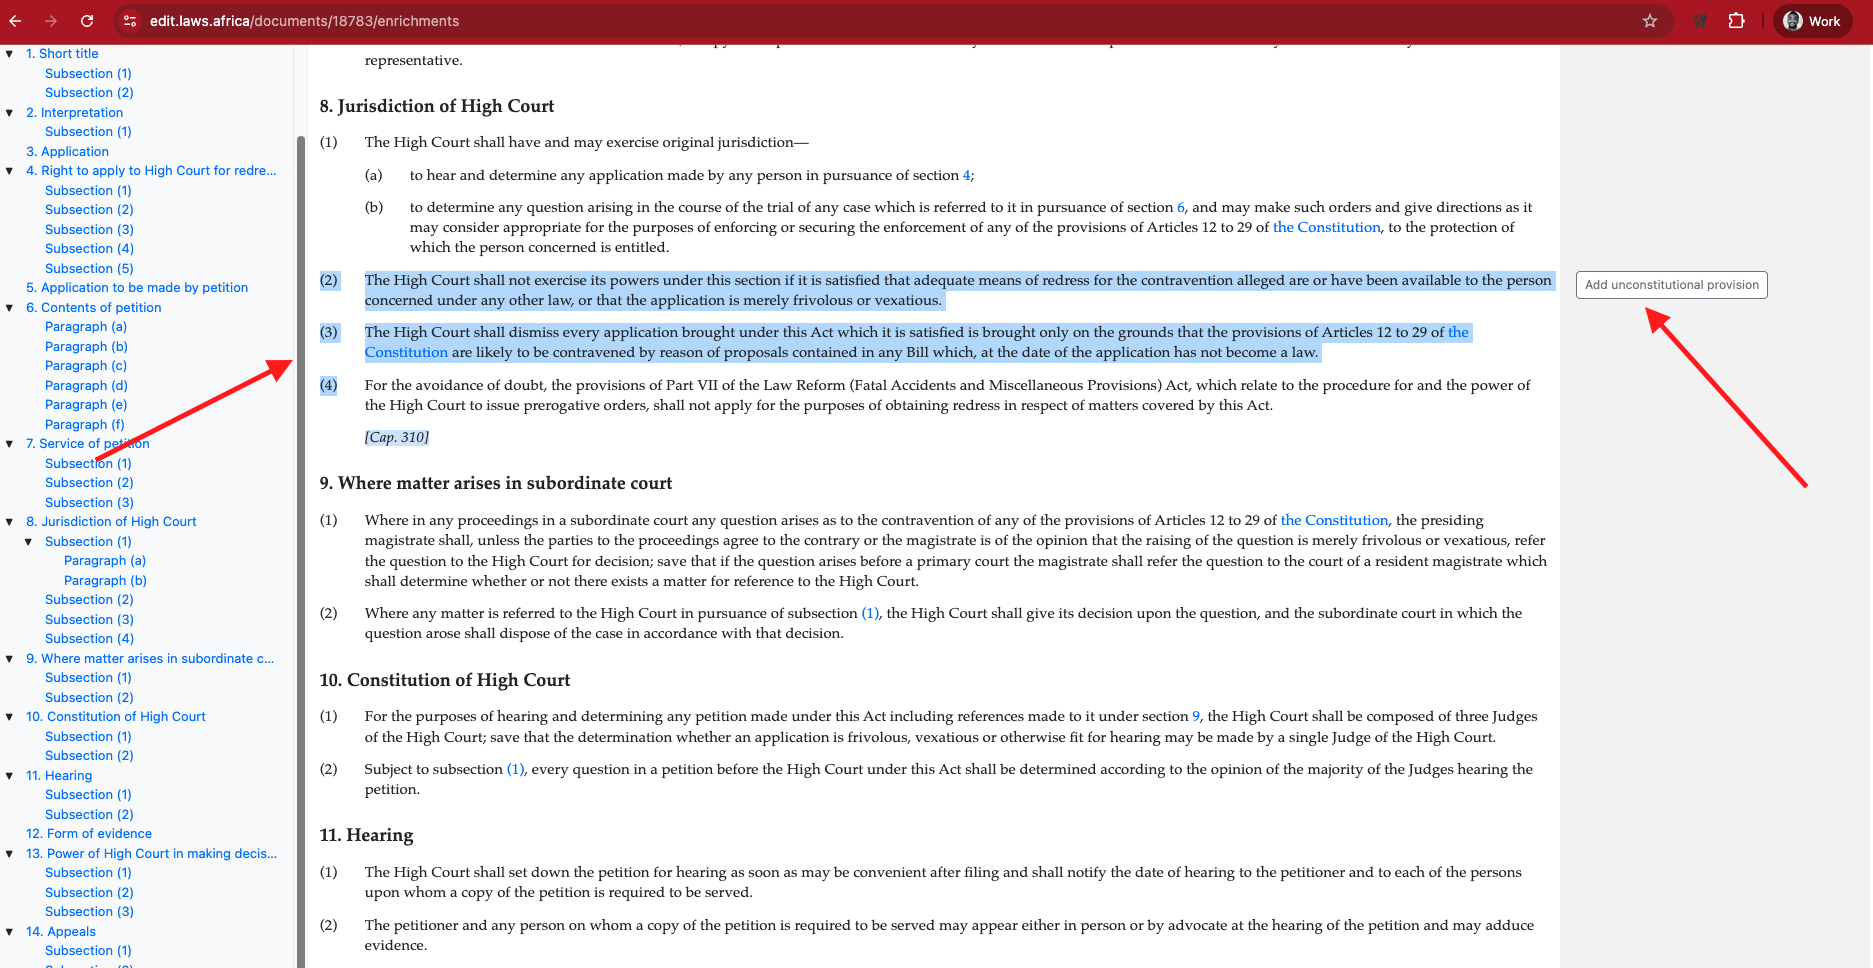 edit.laws.africa/documents/18783/enrichments
Work
1. Short title
Subsection (1)
Subsection (2)
2. Interpretation
Subsection (1)
3. Application
4. Right to apply to High Court for redre...
Subsection (1)
Subsection (2)
Subsection (3)
Subsection (4)
Subsection (5)
5. Application to be made by petition
6. Contents of petition
Paragraph (a)
Paragraph (b)
Paragraph (c)
Paragraph (d)
Paragraph (e)
Paragraph (f)
7. Service of petition
Subsection (1)
Subsection (2)
Subsection (3)
8. Jurisdiction of High Court
Subsection (1)
Paragraph (a)
Paragraph (b)
Subsection (2)
Subsection (3)
Subsection (4)
9. Where matter arises in subordinate c...
Subsection (1)
Subsection (2)
10. Constitution of High Court
Subsection (1)
Subsection (2)
11. Hearing
Subsection (1)
Subsection (2)
12. Form of evidence
13. Power of High Court in making decis...
Subsection (1)
Subsection (2)
Subsection (3)
14. Appeals
Subsection (1)
representative.
8. Jurisdiction of High Court
(1) The High Court shall have and may exercise original jurisdiction—
(a) to hear and determine any application made by any person in pursuance of section 4;
(b) to determine any question arising in the course of the trial of any case which is referred to it in pursuance of section 6, and may make such orders and give directions as it
may consider appropriate for the purposes of enforcing or securing the enforcement of any of the provisions of Articles 12 to 29 of the Constitution, to the protection of
which the person concerned is entitled.
(2) The High Court shall not exercise its powers under this section if it is satisfied that adequate means of redress for the contravention alleged are or have been available to the person
concerned under any other law, or that the application is merely frivolous or vexatious.
(3) The High Court shall dismiss every application brought under this Act which it is satisfied is brought only on the grounds that the provisions of Articles 12 to 29 of the
Constitution are likely to be contravened by reason of proposals contained in any Bill which, at the date of the application has not become a law.
(4) For the avoidance of doubt, the provisions of Part VII of the Law Reform (Fatal Accidents and Miscellaneous Provisions) Act, which relate to the procedure for and the power of
the High Court to issue prerogative orders, shall not apply for the purposes of obtaining redress in respect of matters covered by this Act.
[Cap. 310]
9. Where matter arises in subordinate court
(1) Where in any proceedings in a subordinate court any question arises as to the contravention of any of the provisions of Articles 12 to 29 of the Constitution, the presiding
magistrate shall, unless the parties to the proceedings agree to the contrary or the magistrate is of the opinion that the raising of the question is merely frivolous or vexatious, refer
the question to the High Court for decision; save that if the question arises before a primary court the magistrate shall refer the question to the court of a resident magistrate which
shall determine whether or not there exists a matter for reference to the High Court.
(2) Where any matter is referred to the High Court in pursuance of subsection (1), the High Court shall give its decision upon the question, and the subordinate court in which the
question arose shall dispose of the case in accordance with that decision.
10. Constitution of High Court
(1) For the purposes of hearing and determining any petition made under this Act including references made to it under section 9, the High Court shall be composed of three Judges
of the High Court; save that the determination whether an application is frivolous, vexatious or otherwise fit for hearing may be made by a single Judge of the High Court.
(2) Subject to subsection (1), every question in a petition before the High Court under this Act shall be determined according to the opinion of the majority of the Judges hearing the
petition.
11. Hearing
(1) The High Court shall set down the petition for hearing as soon as may be convenient after filing and shall notify the date of hearing to the petitioner and to each of the persons
upon whom a copy of the petition is required to be served.
(2) The petitioner and any person on whom a copy of the petition is required to be served may appear either in person or by advocate at the hearing of the petition and may adduce
evidence.
Add unconstitutional provision